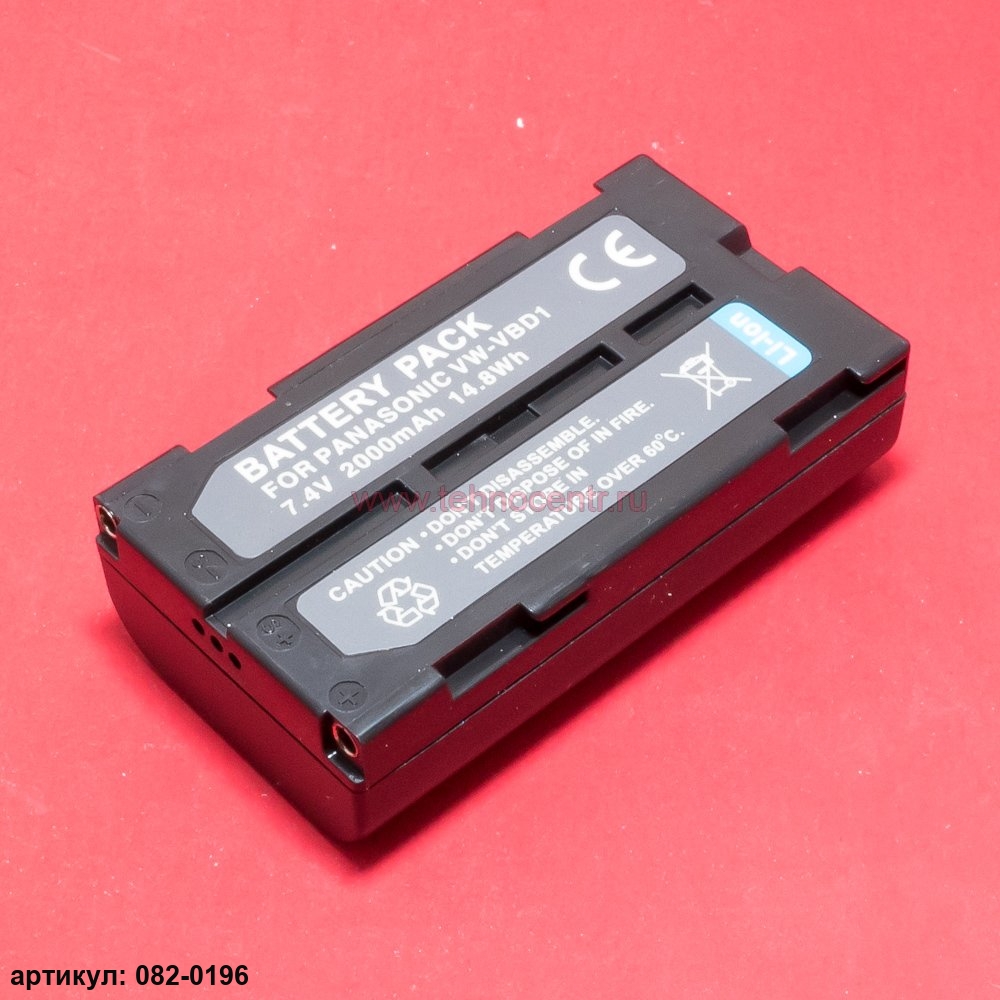 CE
BATTERY PACK
FOR PANASONIC VW-VBD1
7.4V 2000mAh 14.8Wh
Li-Ion
CAUTION • DON'T DISASSEMBLE.
• DON'T DISPOSE OF IN FIRE.
• DON'T STORE IN
TEMPERATURE OVER 60°C.
www.tehnocentr.ru
артикул: 082-0196